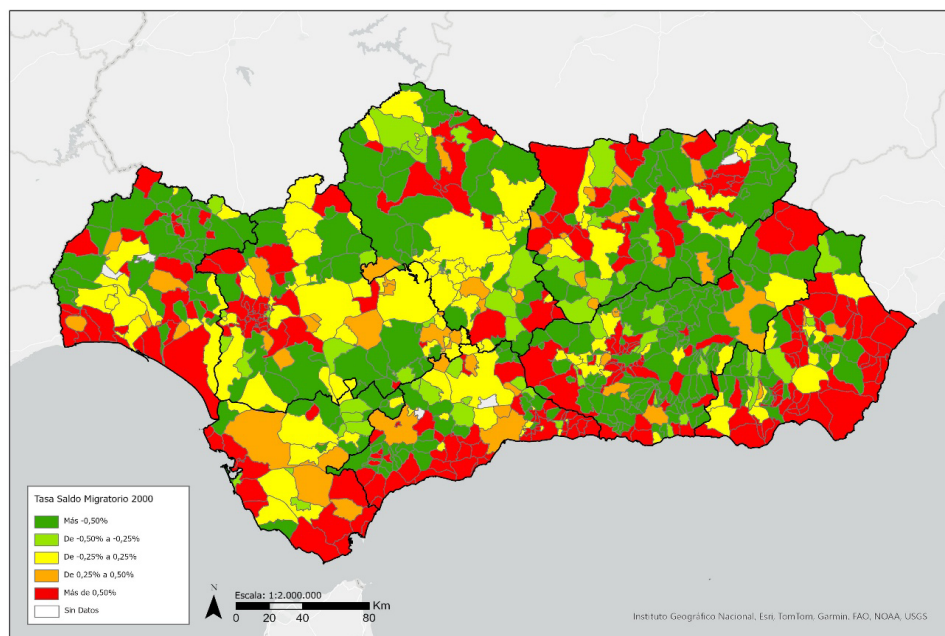 Tasa Saldo Migratorio 2000
Más -0,50%
De -0,50% a -0,25%
De -0,25% a 0,25%
De 0,25% a 0,50%
Más de 0,50%
Sin Datos
N
Escala: 1:2.000.000
Km
0 20 40 80
Instituto Geográfico Nacional, Esri, TomTom, Garmin, FAO, NOAA, USGS